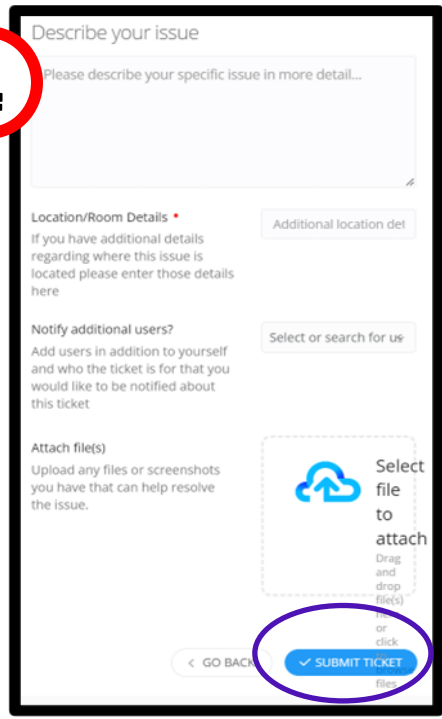 Describe your issue
Please describe your specific issue in more detail...
Location/Room Details •
Additional location det
If you have additional details
regarding where this issue is
located please enter those details
here
Notify additional users?
Select or search for us
Add users in addition to yourself
and who the ticket is for that you
would like to be notified about
this ticket
Attach file(s)
Upload any files or screenshots
you have that can help resolve
the issue.
Select
file
to
attach
Drag
and
drop
file(s)
or
click
files
< GO BACK
✓ SUBMIT TICKET